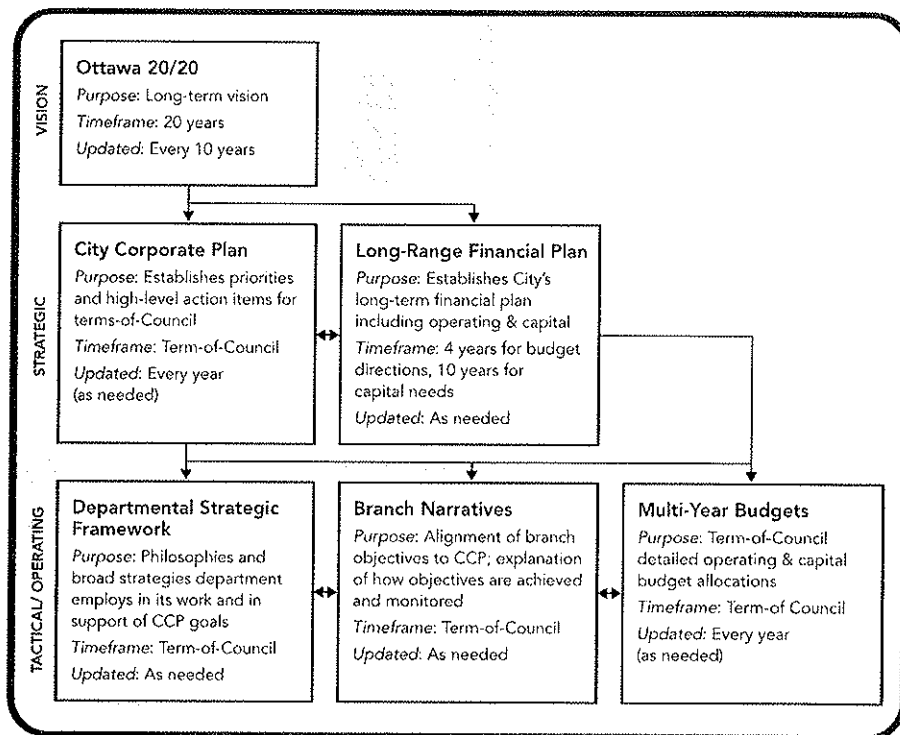 VISION
Ottawa 20/20
Purpose: Long-term vision
Timeframe: 20 years
Updated: Every 10 years
STRATEGIC
City Corporate Plan
Purpose: Establishes priorities
and high-level action items for
terms-of-Council
Timeframe: Term-of-Council
Updated: Every year
(as needed)
Long-Range Financial Plan
Purpose: Establishes City's
long-term financial plan
including operating & capital
Timeframe: 4 years for budget
directions, 10 years for
capital needs
Updated: As needed
TACTICAL/ OPERATING
Departmental Strategic
Framework
Purpose: Philosophies and
broad strategies department
employs in its work and in
support of CCP goals
Timeframe: Term-of-Council
Updated: As needed
Branch Narratives
Purpose: Alignment of branch
objectives to CCP; explanation
of how objectives are achieved
and monitored
Timeframe: Term-of-Council
Updated: As needed
Multi-Year Budgets
Purpose: Term-of-Council
detailed operating & capital
budget allocations
Timeframe: Term-of Council
Updated: Every year
(as needed)